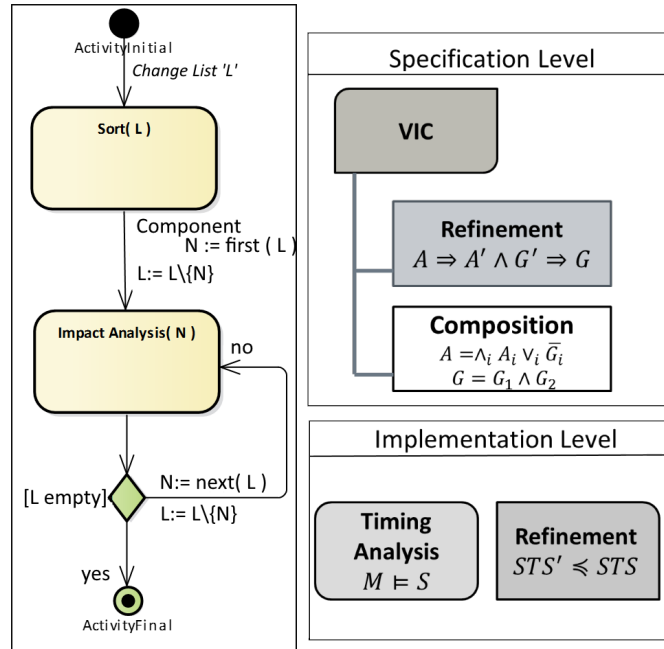 ActivityInitial
Change List 'L'
Sort( L )
Component
N := first ( L )
L:= L\{N}
Impact Analysis( N )
no
[L empty]
N:= next( L )
L:= L\{N}
yes
ActivityFinal
Specification Level
VIC
Refinement
A ⇒ A′ ∧ G′ ⇒ G
Composition
A =∧ᵢ Aᵢ ∨ᵢ Ḡᵢ
G = G₁ ∧ G₂
Implementation Level
Timing
Analysis
M ⊨ S
Refinement
STS′ ≼ STS